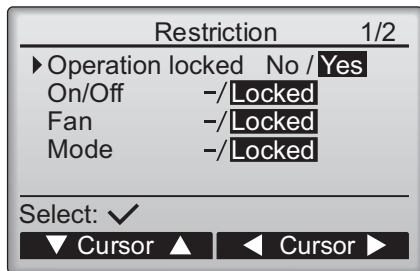 Restriction 1/2
▶Operation locked No / Yes
On/Off –/Locked
Fan –/Locked
Mode –/Locked
Select: ✓
▼ Cursor ▲ ◀ Cursor ▶